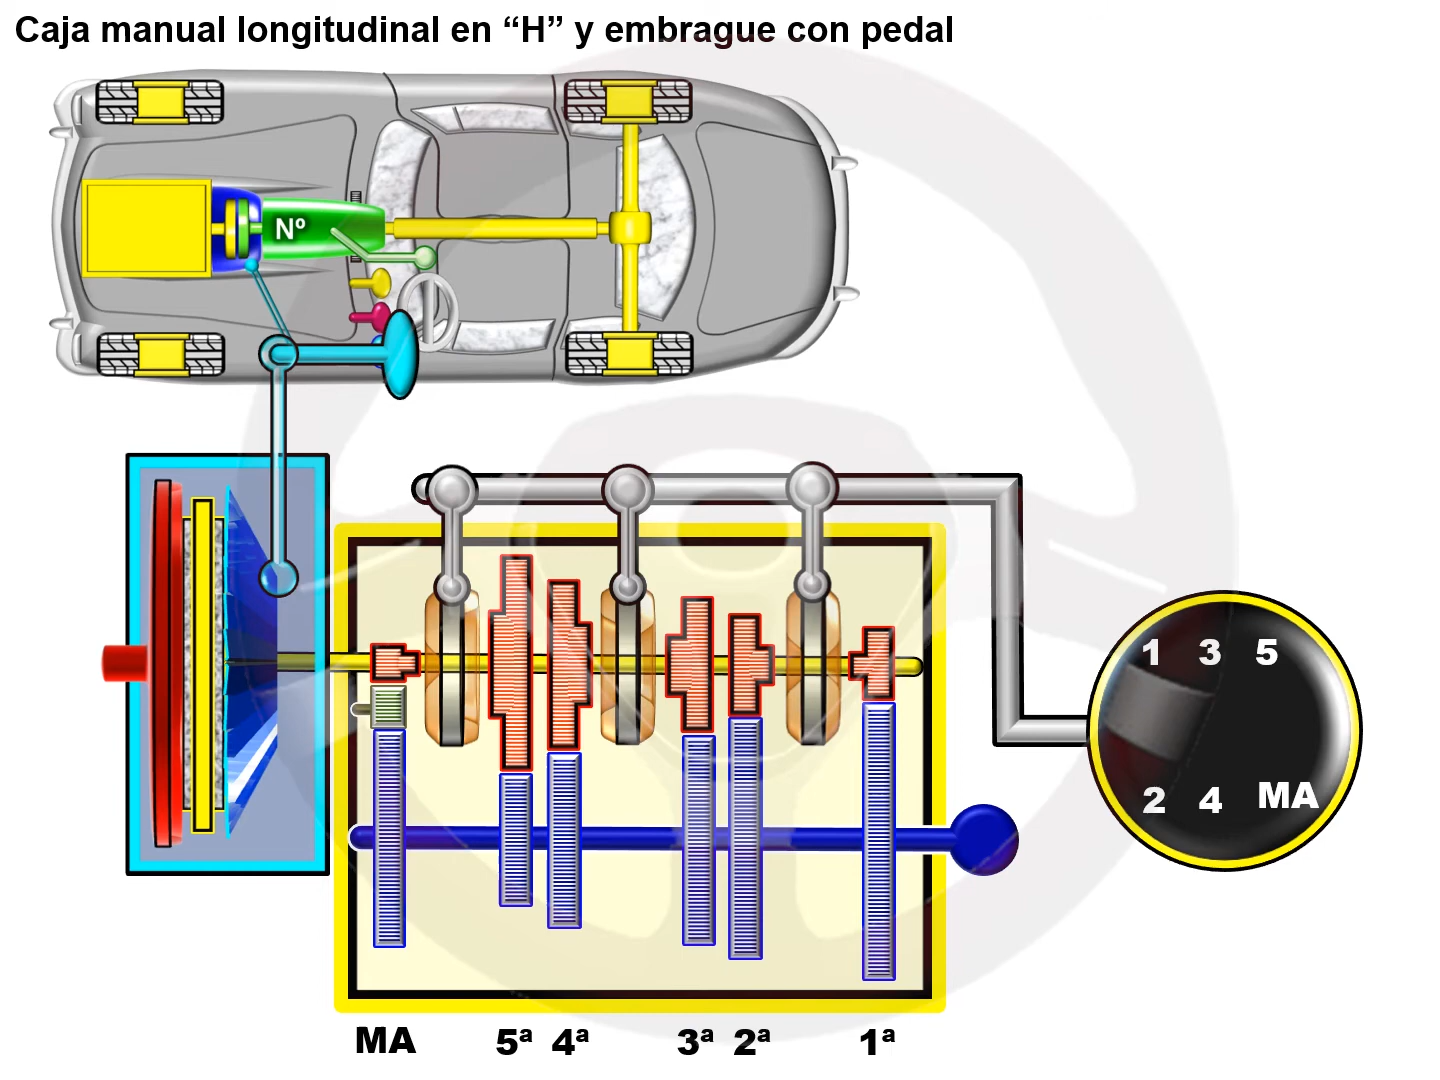 Caja manual longitudinal en “H” y embrague con pedal
Nº
1 3 5
2 4 MA
MA 5ª 4ª 3ª 2ª 1ª